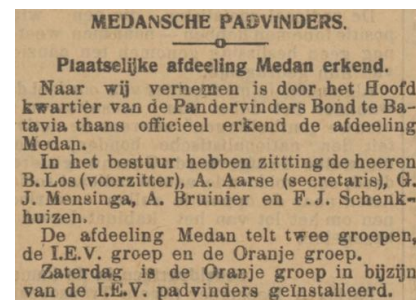 MEDANSCHE PADVINDERS.
Plaatselijke afdeeling Medan erkend.
Naar wij vernemen is door het Hoofd
kwartier van de Pandervinders Bond te Ba-
tavia thans officieel erkend de afdeeling
Medan.
In het bestuur hebben zittting de heeren
B. Los (voorzitter), A. Aarse (secretaris), G.
J. Mensinga, A. Bruinier en F. J. Schenk-
huizen.
De afdeeling Medan telt twee groepen,
de I.E.V. groep en de Oranje groep.
Zaterdag is de Oranje groep in bijzijn
van de I.E.V. padvinders geïnstalleerd.